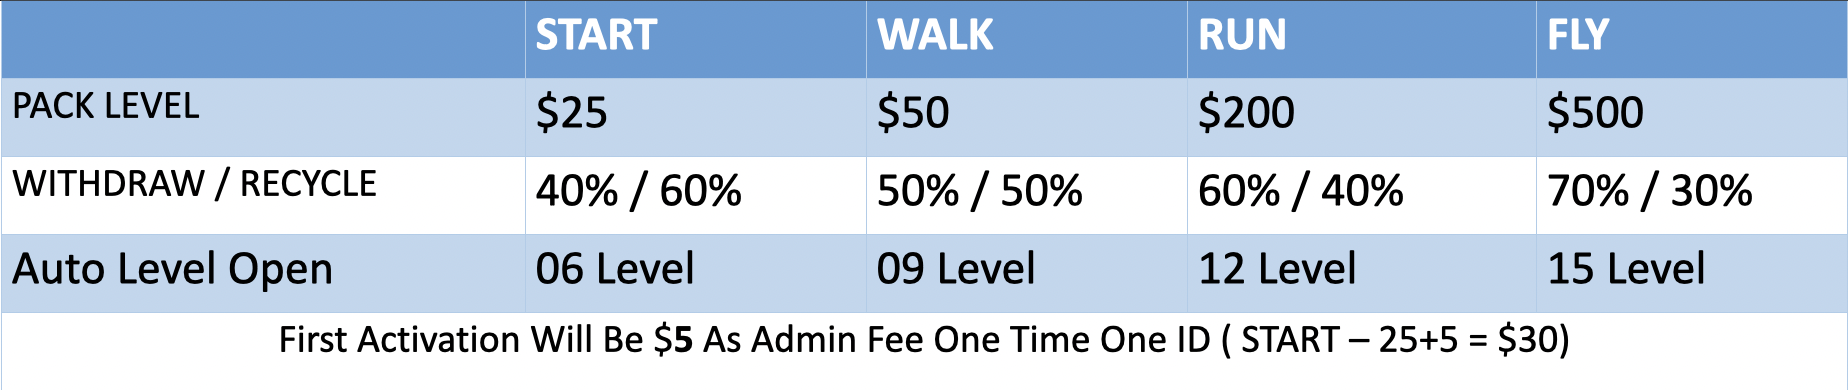 START WALK RUN FLY
PACK LEVEL $25 $50 $200 $500
WITHDRAW / RECYCLE 40% / 60% 50% / 50% 60% / 40% 70% / 30%
Auto Level Open 06 Level 09 Level 12 Level 15 Level
First Activation Will Be $5 As Admin Fee One Time One ID ( START – 25+5 = $30)